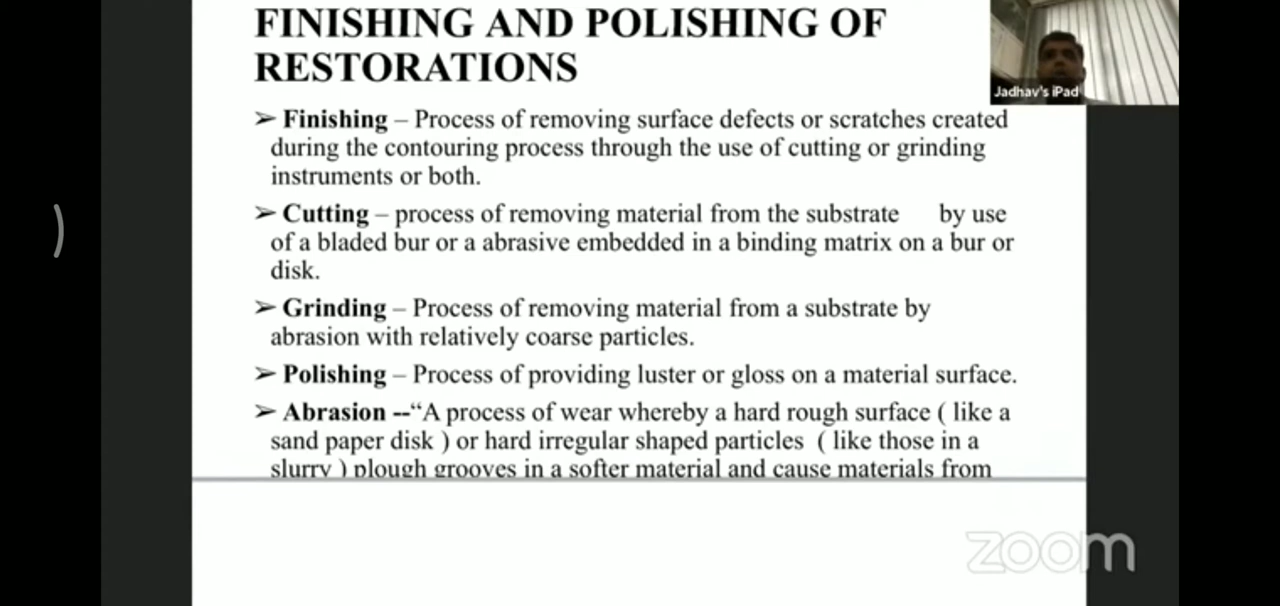 FINISHING AND POLISHING OF
RESTORATIONS
Jadhav's iPad
➢ Finishing – Process of removing surface defects or scratches created
during the contouring process through the use of cutting or grinding
instruments or both.
➢ Cutting – process of removing material from the substrate by use
of a bladed bur or a abrasive embedded in a binding matrix on a bur or
disk.
➢ Grinding – Process of removing material from a substrate by
abrasion with relatively coarse particles.
➢ Polishing – Process of providing luster or gloss on a material surface.
➢ Abrasion --“A process of wear whereby a hard rough surface ( like a
sand paper disk ) or hard irregular shaped particles ( like those in a
slurry ) plough grooves in a softer material and cause materials from
zoom